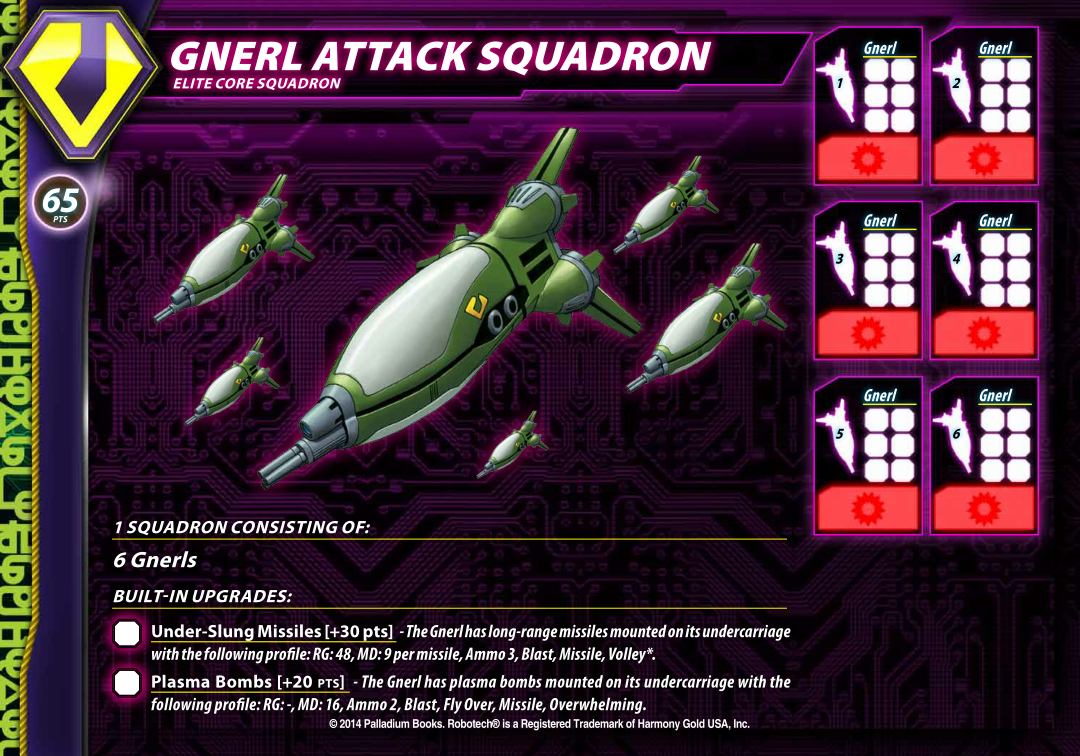 GNERL ATTACK SQUADRON
ELITE CORE SQUADRON
65
PTS
Gnerl
1
Gnerl
2
Gnerl
3
Gnerl
4
Gnerl
5
Gnerl
6
1 SQUADRON CONSISTING OF:
6 Gnerls
BUILT-IN UPGRADES:
Under-Slung Missiles [+30 pts] - The Gnerl has long-range missiles mounted on its undercarriage
with the following profile: RG: 48, MD: 9 per missile, Ammo 3, Blast, Missile, Volley*.
Plasma Bombs [+20 PTS] - The Gnerl has plasma bombs mounted on its undercarriage with the
following profile: RG: -, MD: 16, Ammo 2, Blast, Fly Over, Missile, Overwhelming.
© 2014 Palladium Books. Robotech® is a Registered Trademark of Harmony Gold USA, Inc.